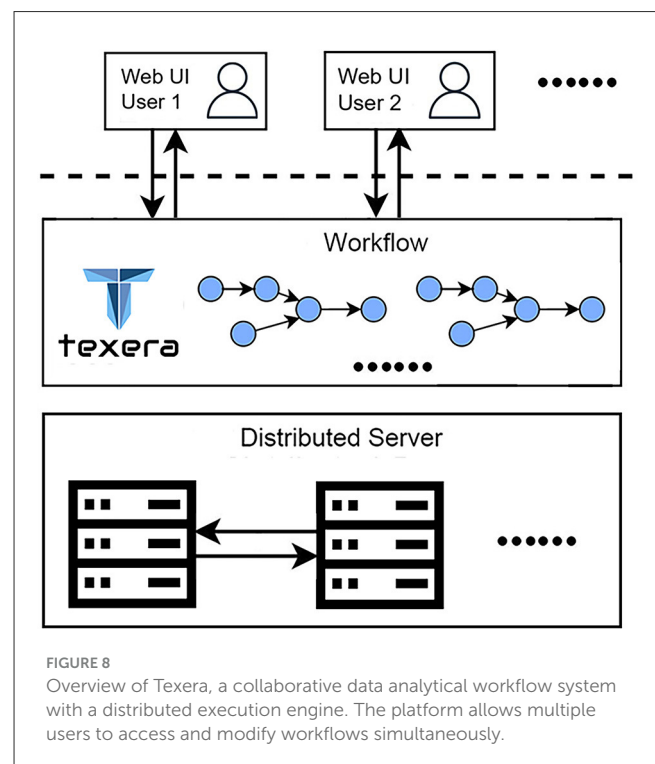 Web UI
User 1
Web UI
User 2
Workflow
texera
Distributed Server
FIGURE 8
Overview of Texera, a collaborative data analytical workflow system
with a distributed execution engine. The platform allows multiple
users to access and modify workflows simultaneously.